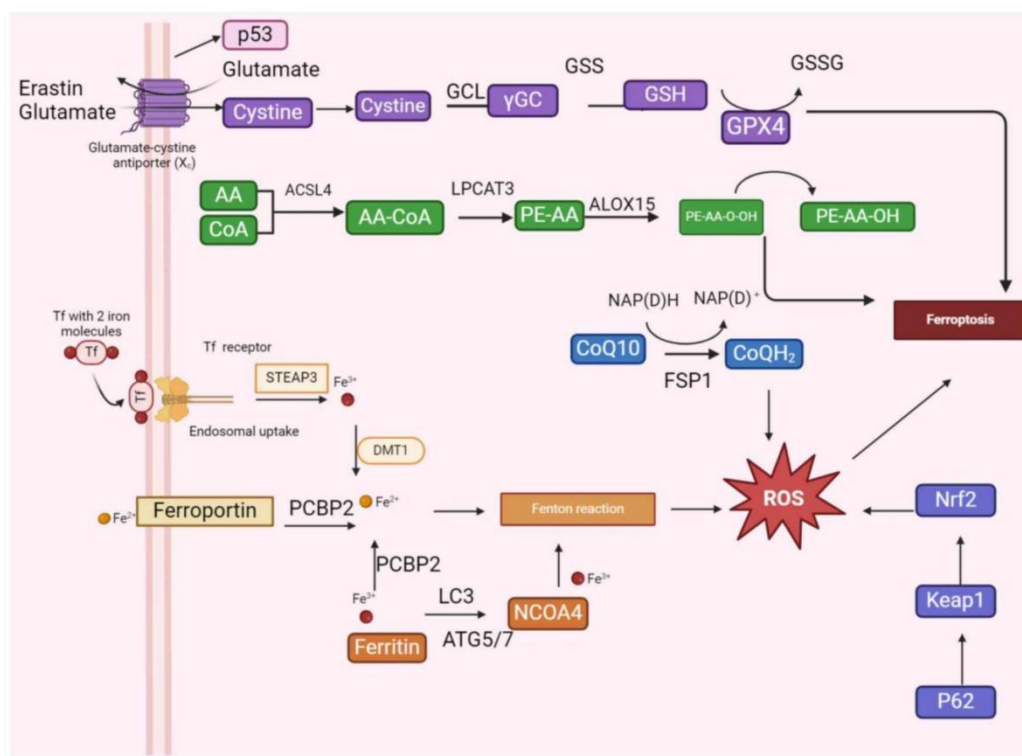 p53
Glutamate
Erastin
Glutamate
Cystine
Cystine
GCL
γGC
GSS
GSH
GSSG
GPX4
Glutamate-cystine
antiporter (Xc)
AA
CoA
ACSL4
AA-CoA
LPCAT3
PE-AA
ALOX15
PE-AA-O-OH
PE-AA-OH
NAP(D)H
NAP(D)⁺
CoQ10
CoQH₂
FSP1
Ferroptosis
Tf with 2 iron
molecules
Tf
Tf
Tf receptor
STEAP3
Fe³⁺
Endosomal uptake
DMT1
Fe²⁺
Ferroportin
PCBP2
Fe²⁺
Fenton reaction
ROS
Nrf2
PCBP2
Fe³⁺
LC3
ATG5/7
Ferritin
NCOA4
Fe³⁺
Keap1
P62